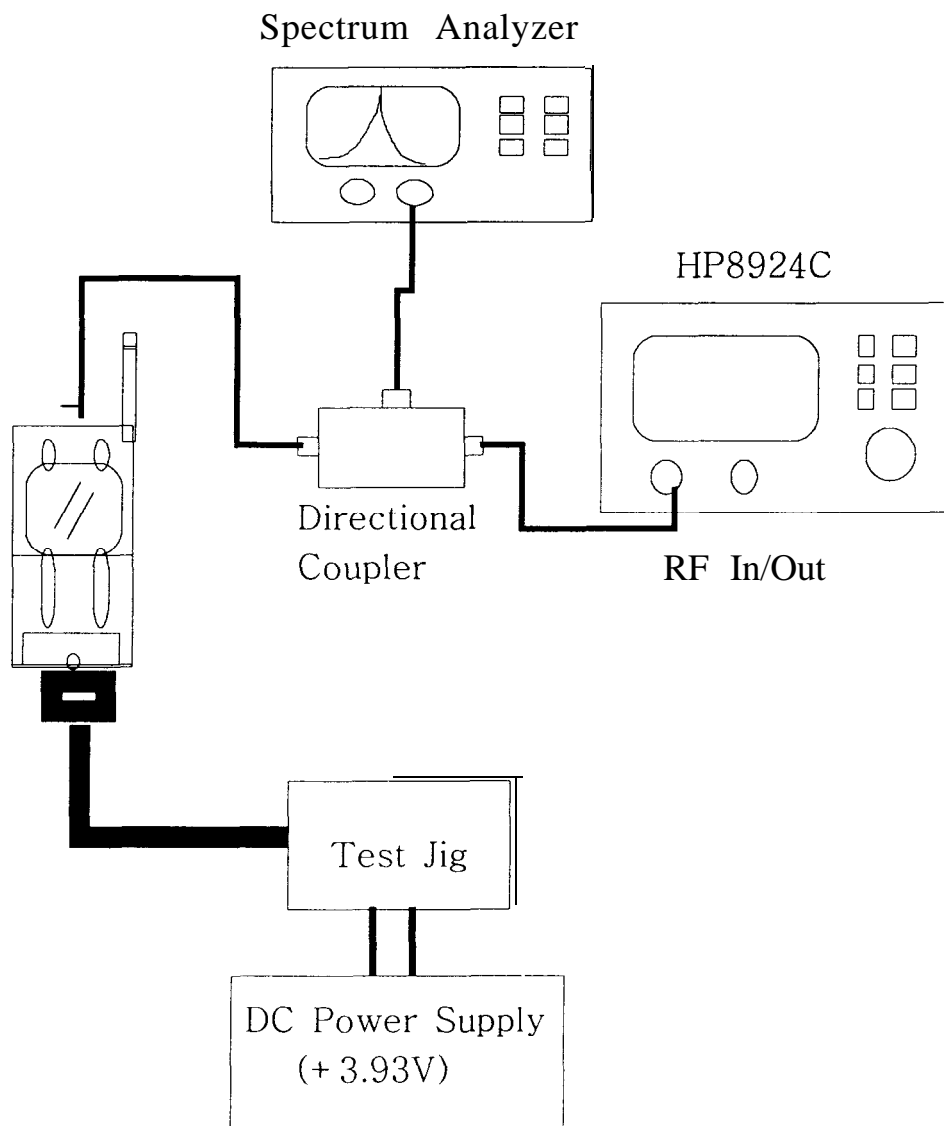 Spectrum Analyzer
HP8924C
Directional
Coupler
RF In/Out
Test Jig
DC Power Supply
(+3.93V)